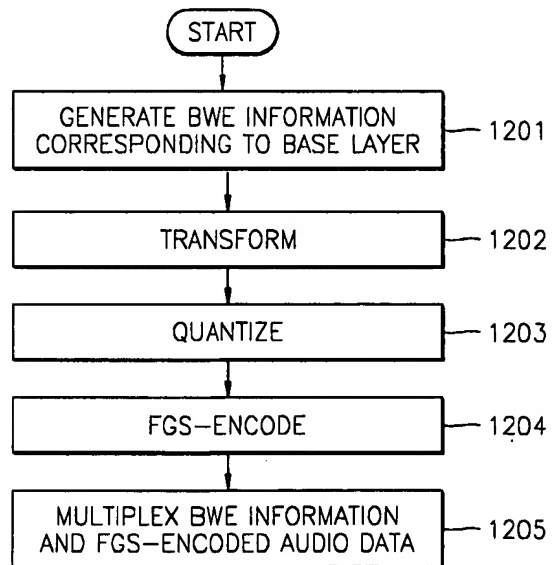 START
GENERATE BWE INFORMATION
CORRESPONDING TO BASE LAYER
1201
TRANSFORM
1202
QUANTIZE
1203
FGS-ENCODE
1204
MULTIPLEX BWE INFORMATION
AND FGS-ENCODED AUDIO DATA
1205